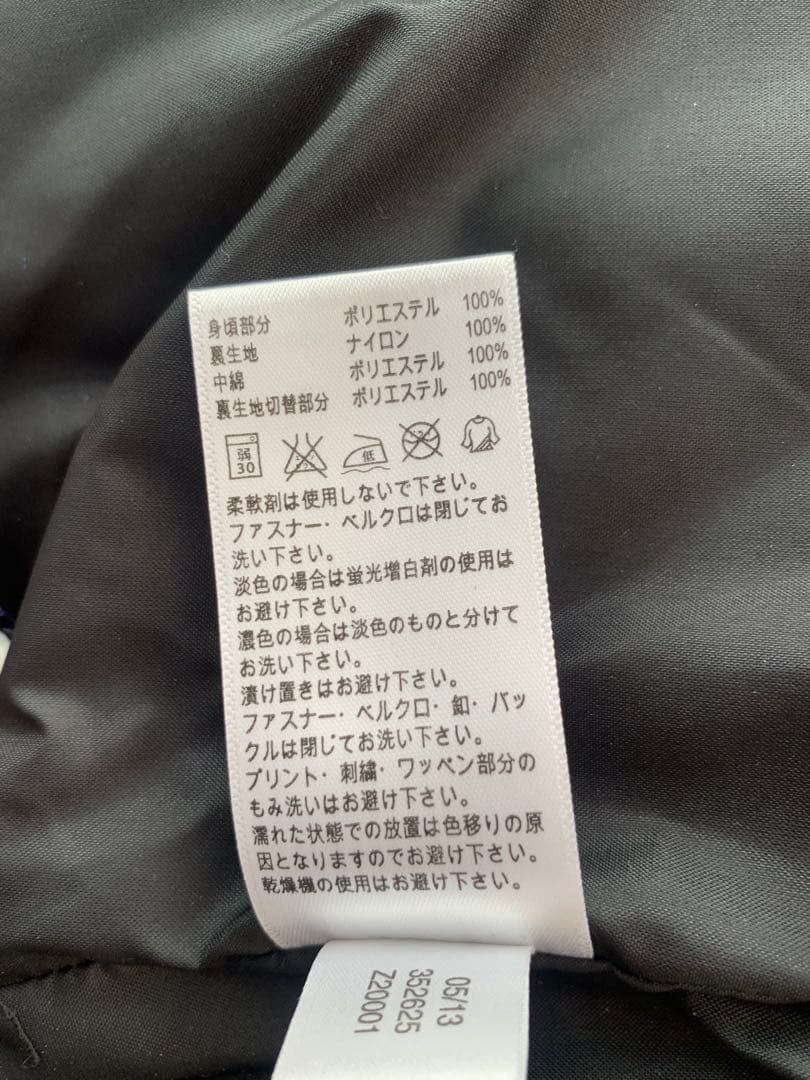 身頃部分 ポリエステル 100%
裏生地 ナイロン 100%
中綿 ポリエステル 100%
裏生地切替部分 ポリエステル 100%
弱
30
低
柔軟剤は使用しないで下さい。
ファスナー・ベルクロは閉じてお
洗い下さい。
淡色の場合は蛍光増白剤の使用は
お避け下さい。
濃色の場合は淡色のものと分けて
お洗い下さい。
漬け置きはお避け下さい。
ファスナー・ベルクロ・釦・バッ
クルは閉じてお洗い下さい。
プリント・刺繍・ワッペン部分の
もみ洗いはお避け下さい。
濡れた状態での放置は色移りの原
因となりますのでお避け下さい。
乾燥機の使用はお避け下さい。
05/13
352625
Z20001